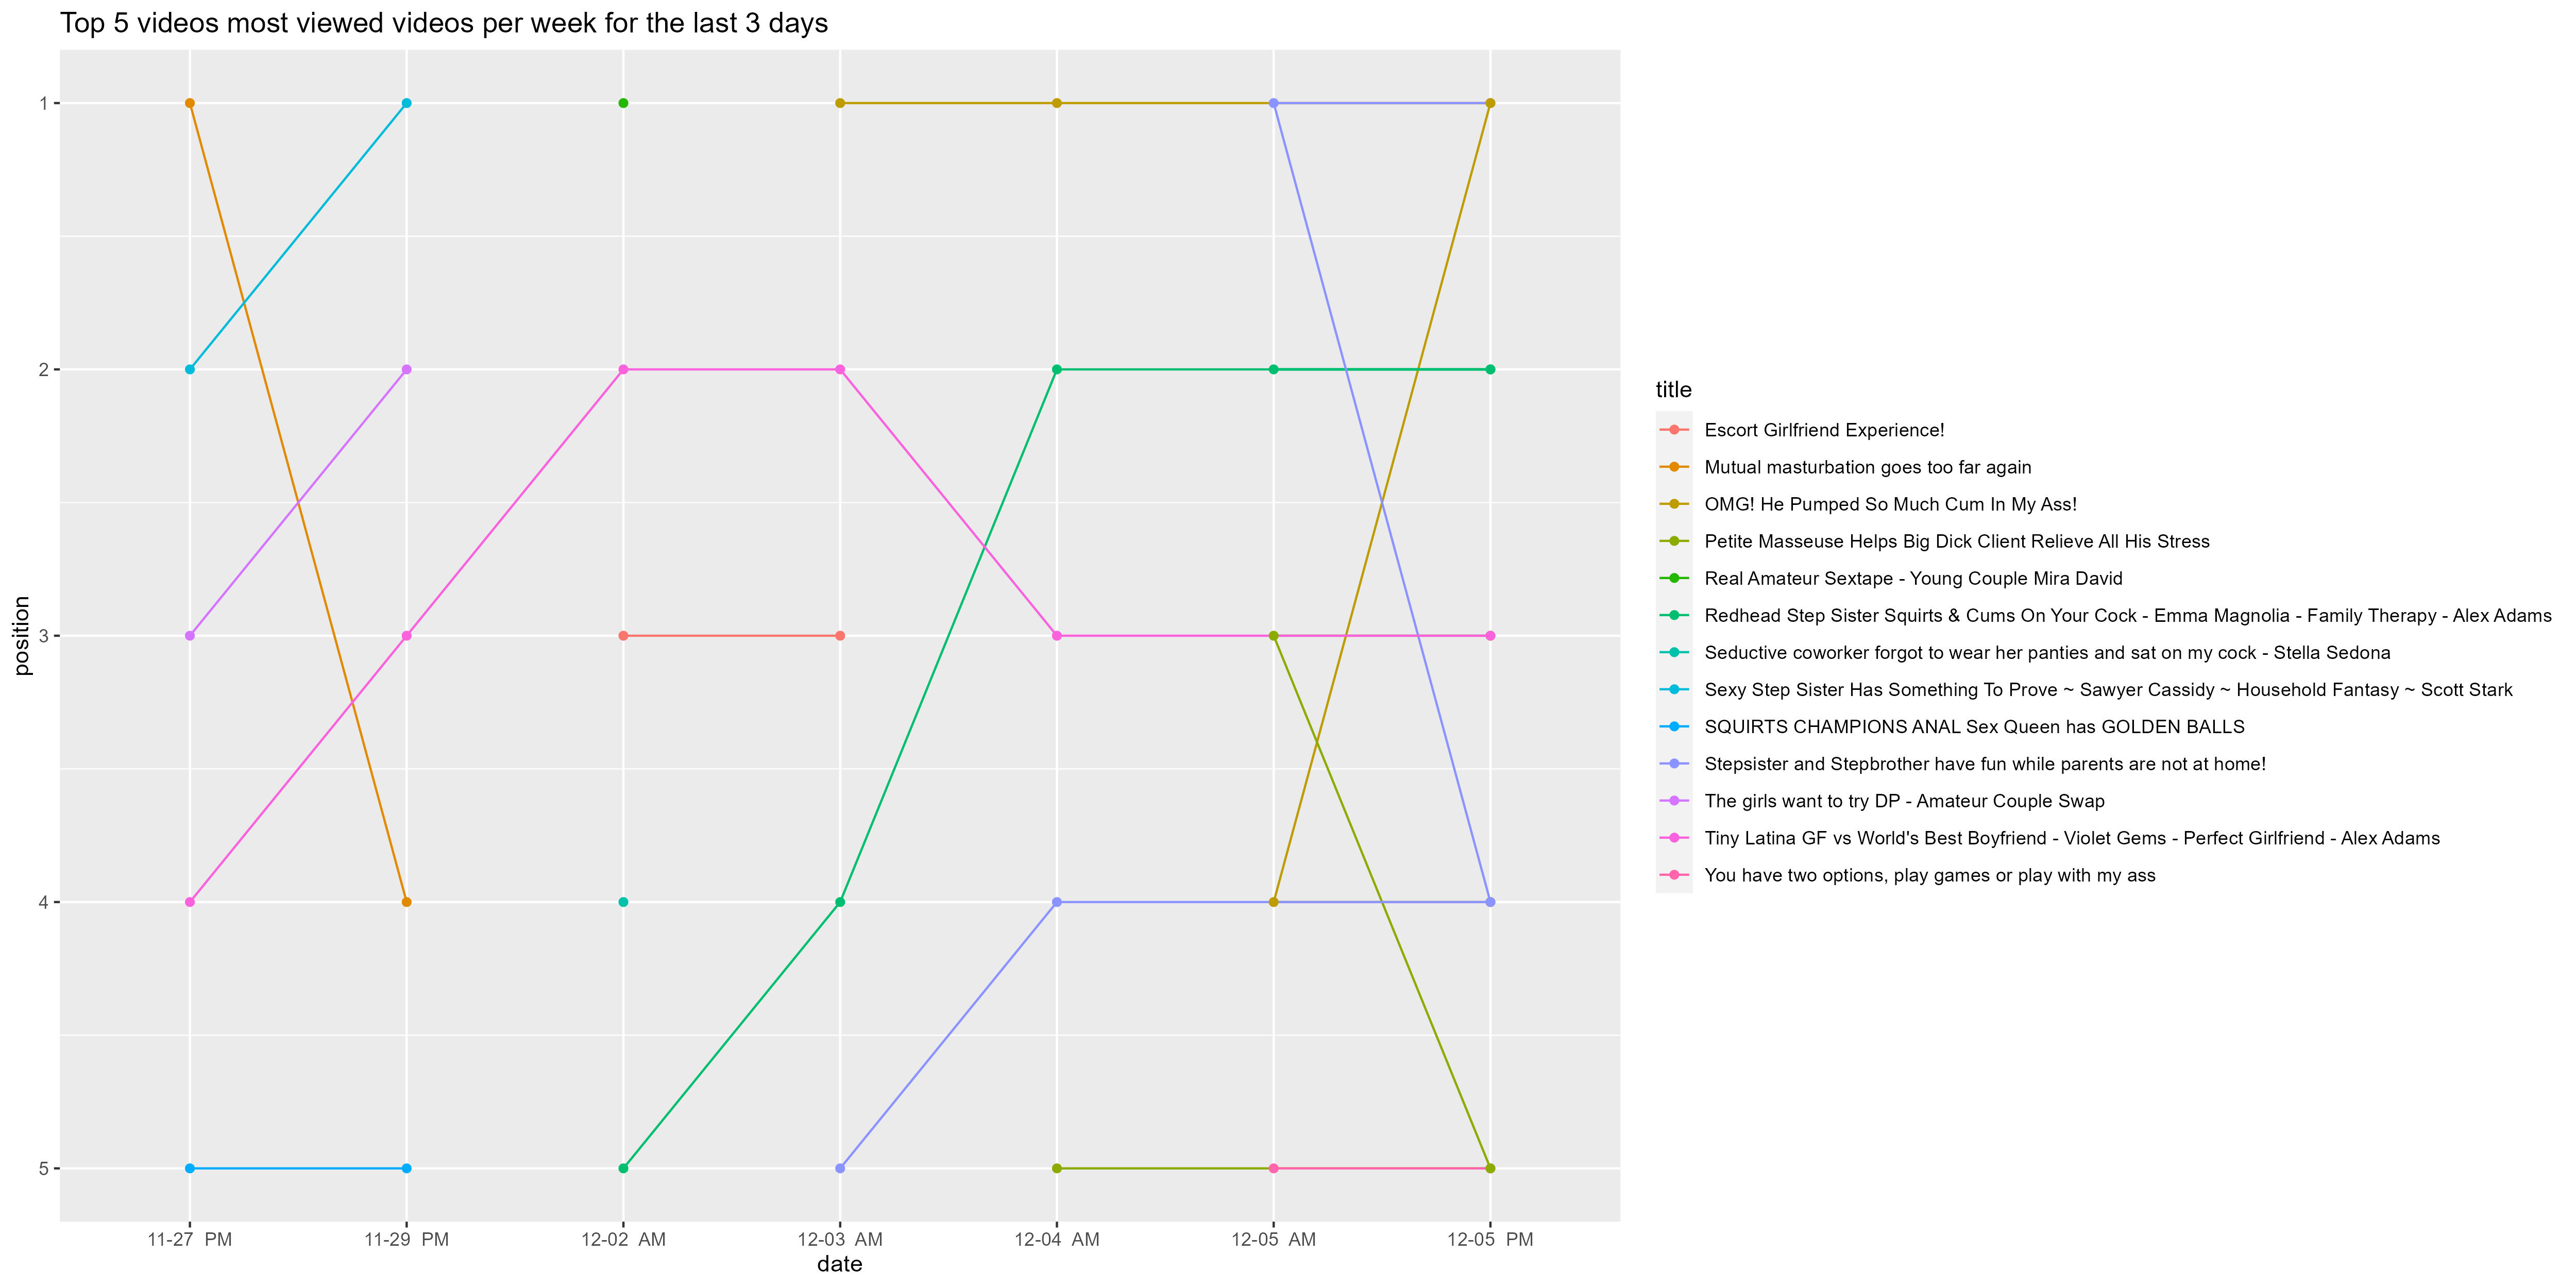 Top 5 videos most viewed videos per week for the last 3 days
1
2
3
4
5
position
11-27 PM
11-29 PM
12-02 AM
12-03 AM
12-04 AM
12-05 AM
12-05 PM
date
title
Escort Girlfriend Experience!
Mutual masturbation goes too far again
OMG! He Pumped So Much Cum In My Ass!
Petite Masseuse Helps Big Dick Client Relieve All His Stress
Real Amateur Sextape - Young Couple Mira David
Redhead Step Sister Squirts & Cums On Your Cock - Emma Magnolia - Family Therapy - Alex Adams
Seductive coworker forgot to wear her panties and sat on my cock - Stella Sedona
Sexy Step Sister Has Something To Prove ~ Sawyer Cassidy ~ Household Fantasy ~ Scott Stark
SQUIRTS CHAMPIONS ANAL Sex Queen has GOLDEN BALLS
Stepsister and Stepbrother have fun while parents are not at home!
The girls want to try DP - Amateur Couple Swap
Tiny Latina GF vs World's Best Boyfriend - Violet Gems - Perfect Girlfriend - Alex Adams
You have two options, play games or play with my ass